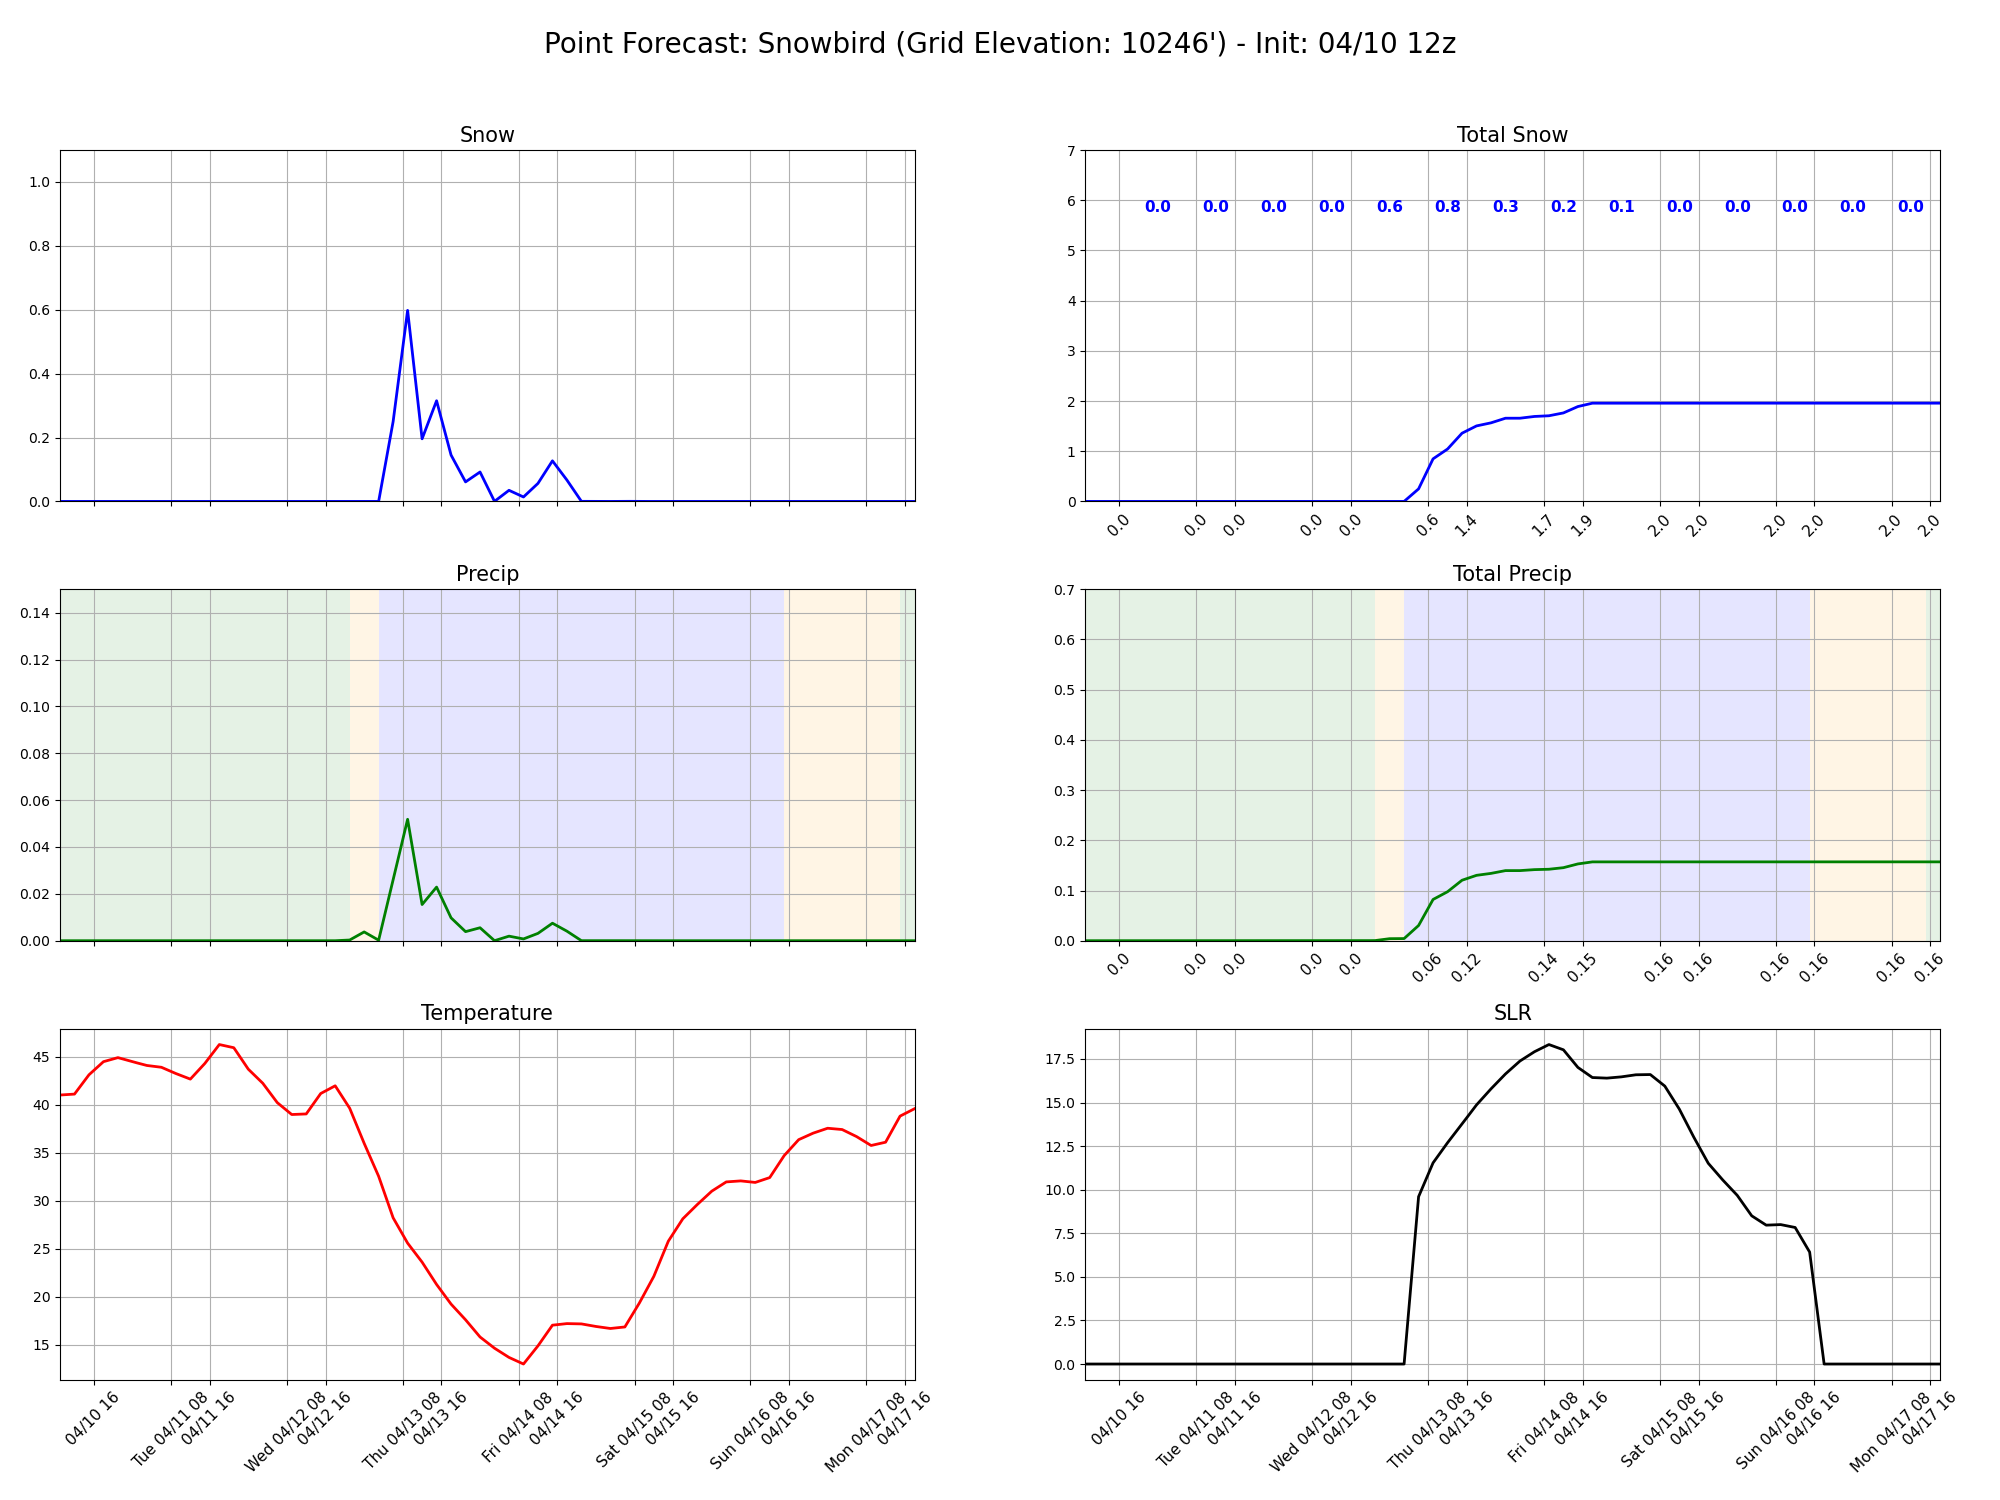 Point Forecast: Snowbird (Grid Elevation: 10246') - Init: 04/10 12z
Snow
1.0
0.8
0.6
0.4
0.2
0.0
Total Snow
7
6
5
4
3
2
1
0
0.0 0.0 0.0 0.0 0.6 0.8 0.3 0.2 0.1 0.0 0.0 0.0 0.0 0.0
0.0 0.0 0.0 0.0 0.0 0.6 1.4 1.7 1.9 2.0 2.0 2.0 2.0 2.0 2.0
Precip
0.14
0.12
0.10
0.08
0.06
0.04
0.02
0.00
Total Precip
0.7
0.6
0.5
0.4
0.3
0.2
0.1
0.0
0.0 0.0 0.0 0.0 0.0 0.06 0.12 0.14 0.15 0.16 0.16 0.16 0.16 0.16 0.16
Temperature
45
40
35
30
25
20
15
04/10 16
Tue 04/11 08
04/11 16
Wed 04/12 08
04/12 16
Thu 04/13 08
04/13 16
Fri 04/14 08
04/14 16
Sat 04/15 08
04/15 16
Sun 04/16 08
04/16 16
Mon 04/17 08
04/17 16
SLR
17.5
15.0
12.5
10.0
7.5
5.0
2.5
0.0
04/10 16
Tue 04/11 08
04/11 16
Wed 04/12 08
04/12 16
Thu 04/13 08
04/13 16
Fri 04/14 08
04/14 16
Sat 04/15 08
04/15 16
Sun 04/16 08
04/16 16
Mon 04/17 08
04/17 16